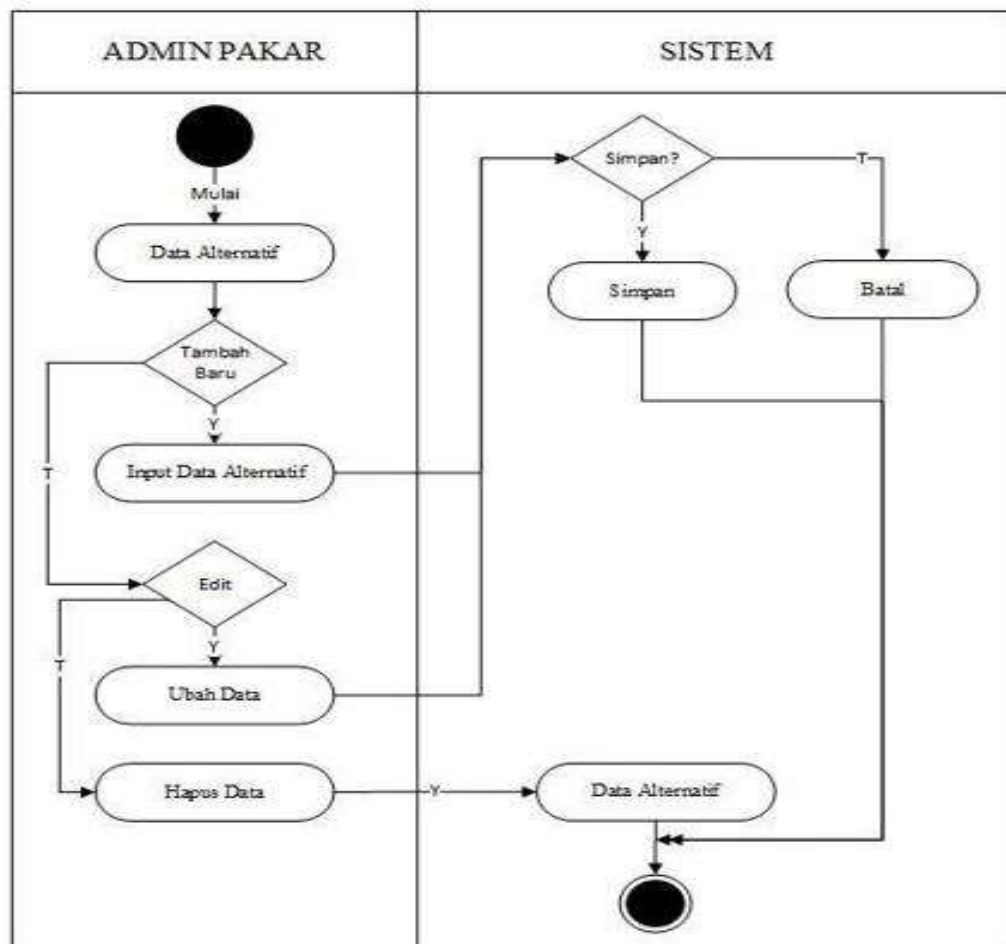 ADMIN PAKAR
SISTEM
Mulai
Data Alternatif
Tambah
Baru
Y
T
Input Data Alternatif
Edit
Y
T
Ubah Data
Hapus Data
Y
Simpan?
T
Y
Simpan
Batal
Data Alternatif